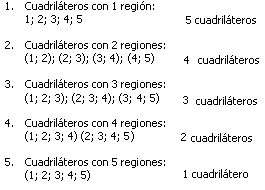 1. Cuadriláteros con 1 región:
1; 2; 3; 4; 5 5 cuadriláteros
2. Cuadriláteros con 2 regiones:
(1; 2); (2; 3); (3; 4); (4; 5) 4 cuadriláteros
3. Cuadriláteros con 3 regiones:
(1; 2; 3); (2; 3; 4); (3; 4; 5) 3 cuadriláteros
4. Cuadriláteros con 4 regiones:
(1; 2; 3; 4) (2; 3; 4; 5) 2 cuadriláteros
5. Cuadriláteros con 5 regiones:
(1; 2; 3; 4; 5) 1 cuadrilátero